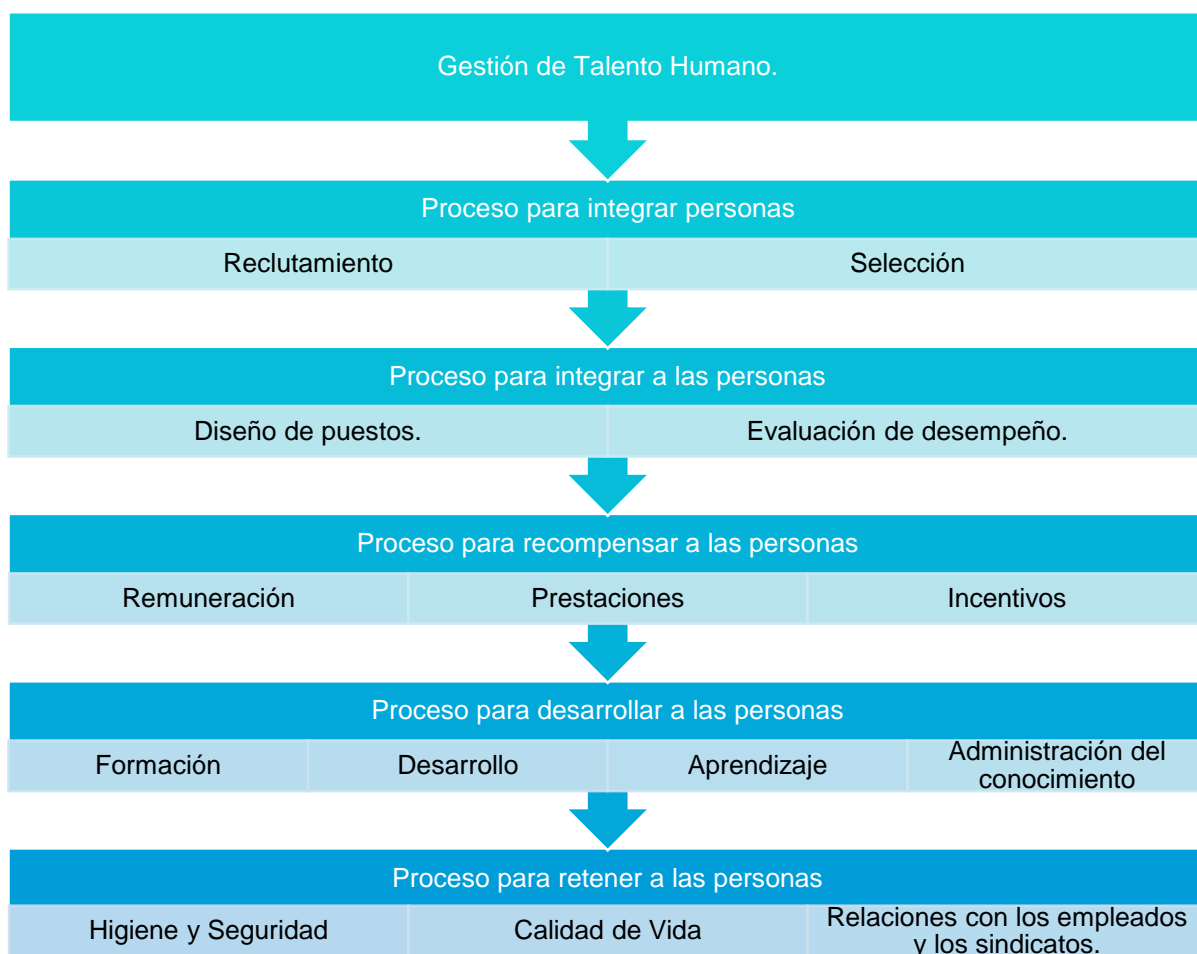 Gestión de Talento Humano.
Proceso para integrar personas
Reclutamiento
Selección
Proceso para integrar a las personas
Diseño de puestos.
Evaluación de desempeño.
Proceso para recompensar a las personas
Remuneración
Prestaciones
Incentivos
Proceso para desarrollar a las personas
Formación
Desarrollo
Aprendizaje
Administración del
conocimiento
Proceso para retener a las personas
Higiene y Seguridad
Calidad de Vida
Relaciones con los empleados
y los sindicatos.